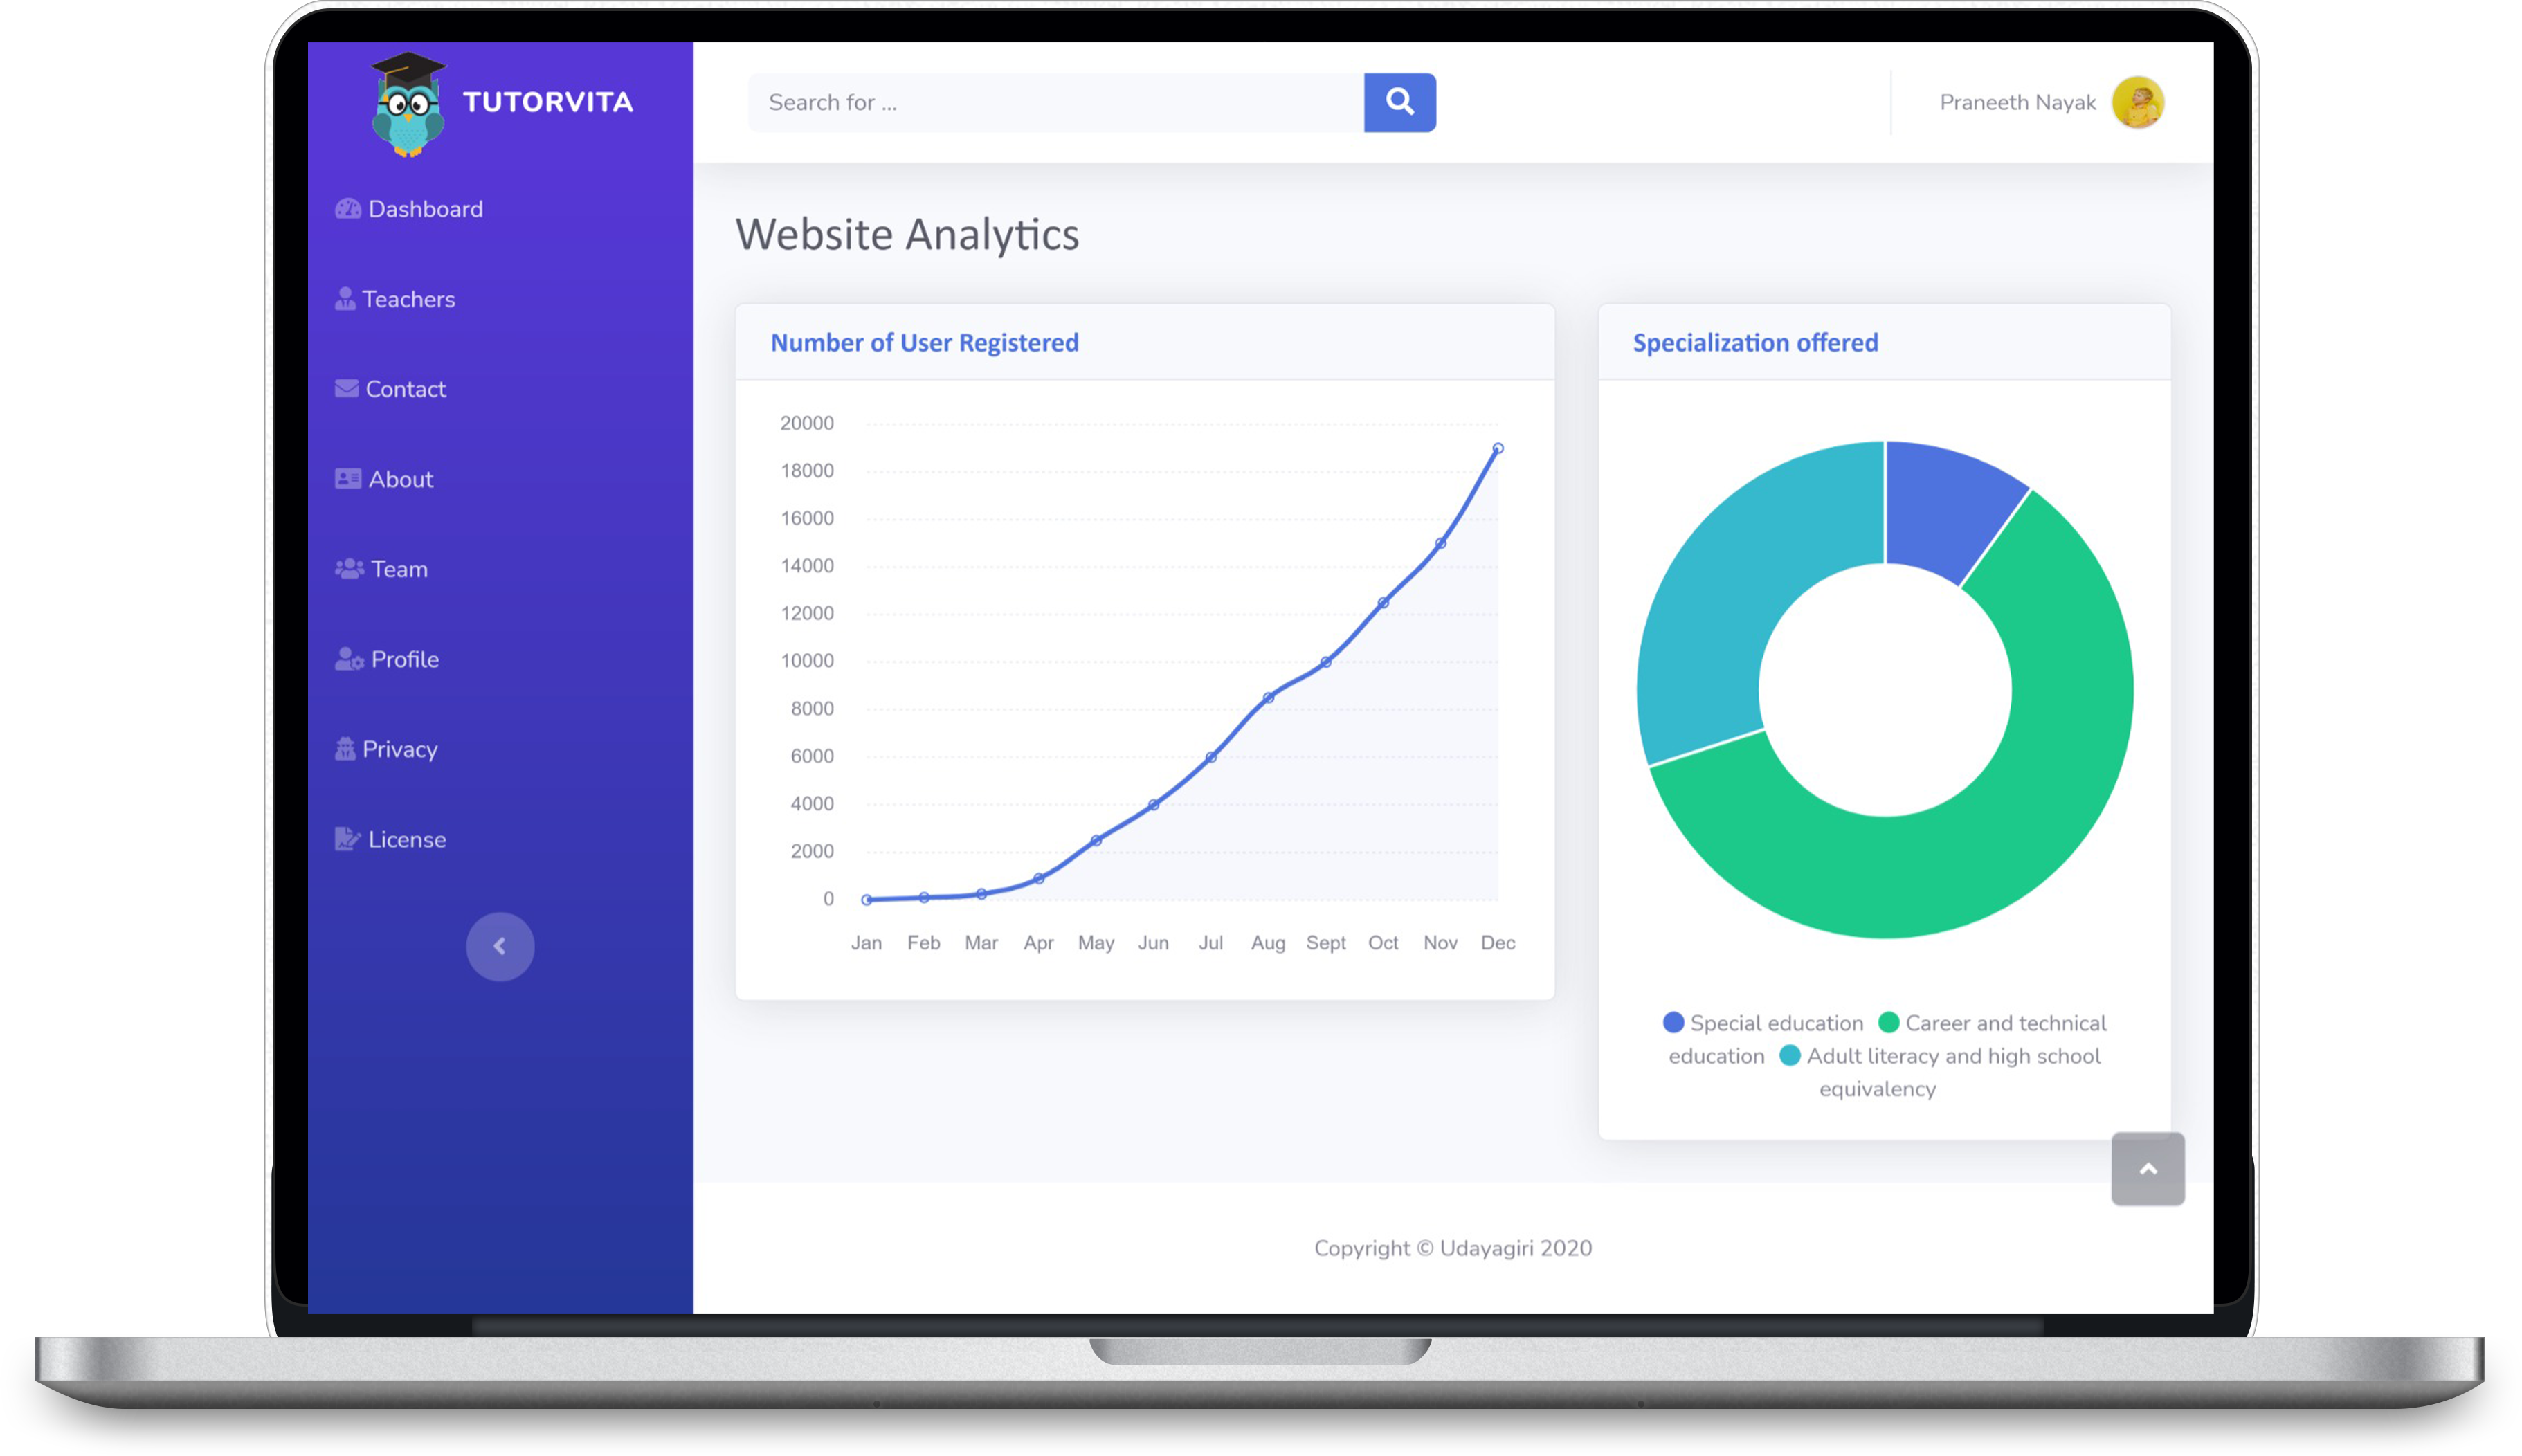 TUTORVITA
Dashboard
Teachers
Contact
About
Team
Profile
Privacy
License
Search for ...
Praneeth Nayak
Website Analytics
Number of User Registered
20000
18000
16000
14000
12000
10000
8000
6000
4000
2000
0
Jan Feb Mar Apr May Jun Jul Aug Sept Oct Nov Dec
Specialization offered
Special education Career and technical
education Adult literacy and high school
equivalency
Copyright © Udayagiri 2020